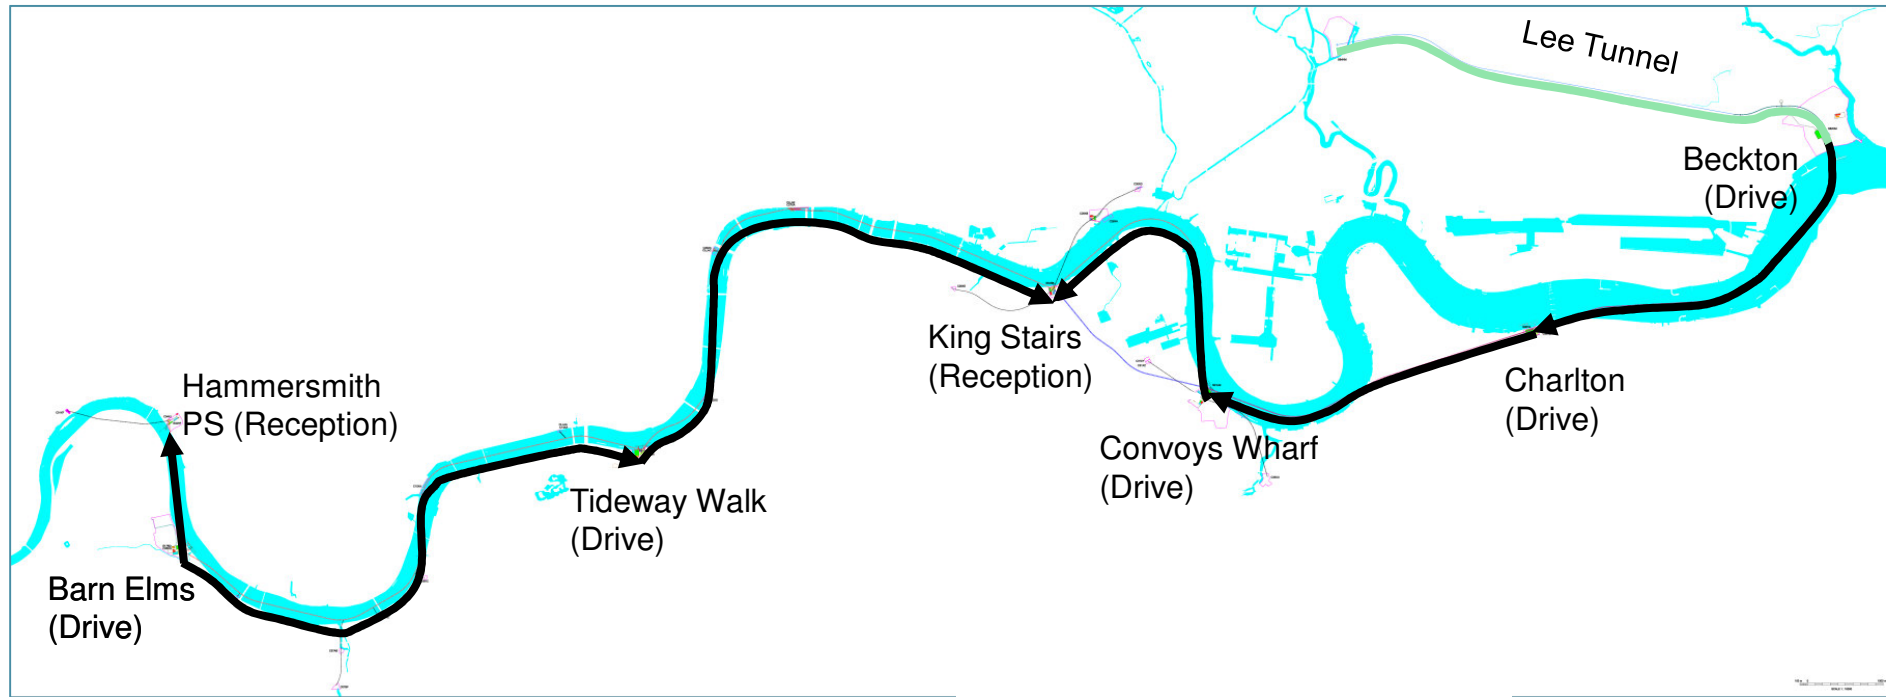 Lee Tunnel
Beckton
(Drive)
King Stairs
(Reception)
Charlton
(Drive)
Hammersmith
PS (Reception)
Convoys Wharf
(Drive)
Tideway Walk
(Drive)
Barn Elms
(Drive)